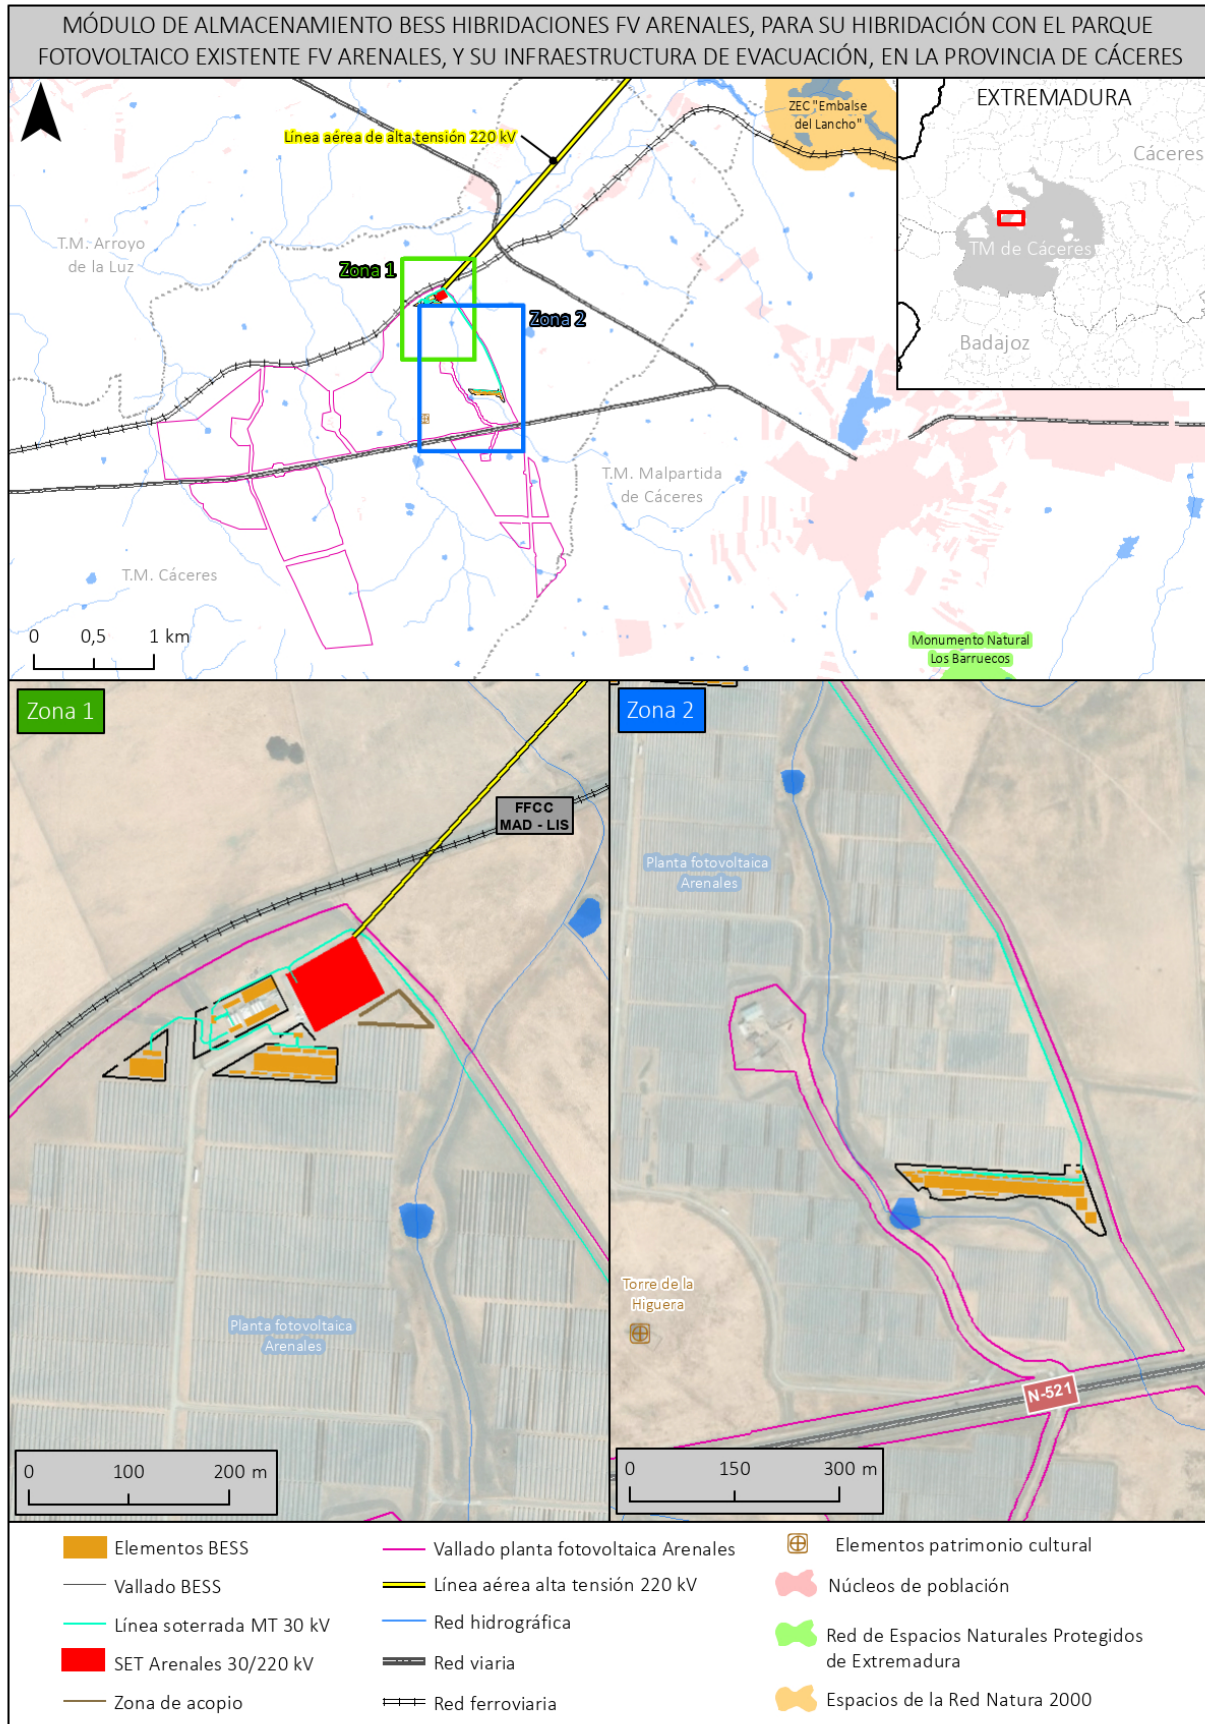 MÓDULO DE ALMACENAMIENTO BESS HIBRIDACIONES FV ARENALES, PARA SU HIBRIDACIÓN CON EL PARQUE
FOTOVOLTAICO EXISTENTE FV ARENALES, Y SU INFRAESTRUCTURA DE EVACUACIÓN, EN LA PROVINCIA DE CÁCERES
Línea aérea de alta tensión 220 kV
ZEC "Embalse
del Lancho"
EXTREMADURA
Cáceres
TM de Cáceres
Badajoz
T.M. Arroyo
de la Luz
Zona 1
Zona 2
T.M. Malpartida
de Cáceres
T.M. Cáceres
0 0,5 1 km
Monumento Natural
Los Barruecos
Zona 1
FFCC
MAD - LIS
Planta fotovoltaica
Arenales
0 100 200 m
Zona 2
Planta fotovoltaica
Arenales
Torre de la
Higuera
N-521
0 150 300 m
Elementos BESS
Vallado BESS
Línea soterrada MT 30 kV
SET Arenales 30/220 kV
Zona de acopio
Vallado planta fotovoltaica Arenales
Línea aérea alta tensión 220 kV
Red hidrográfica
Red viaria
Red ferroviaria
Elementos patrimonio cultural
Núcleos de población
Red de Espacios Naturales Protegidos
de Extremadura
Espacios de la Red Natura 2000